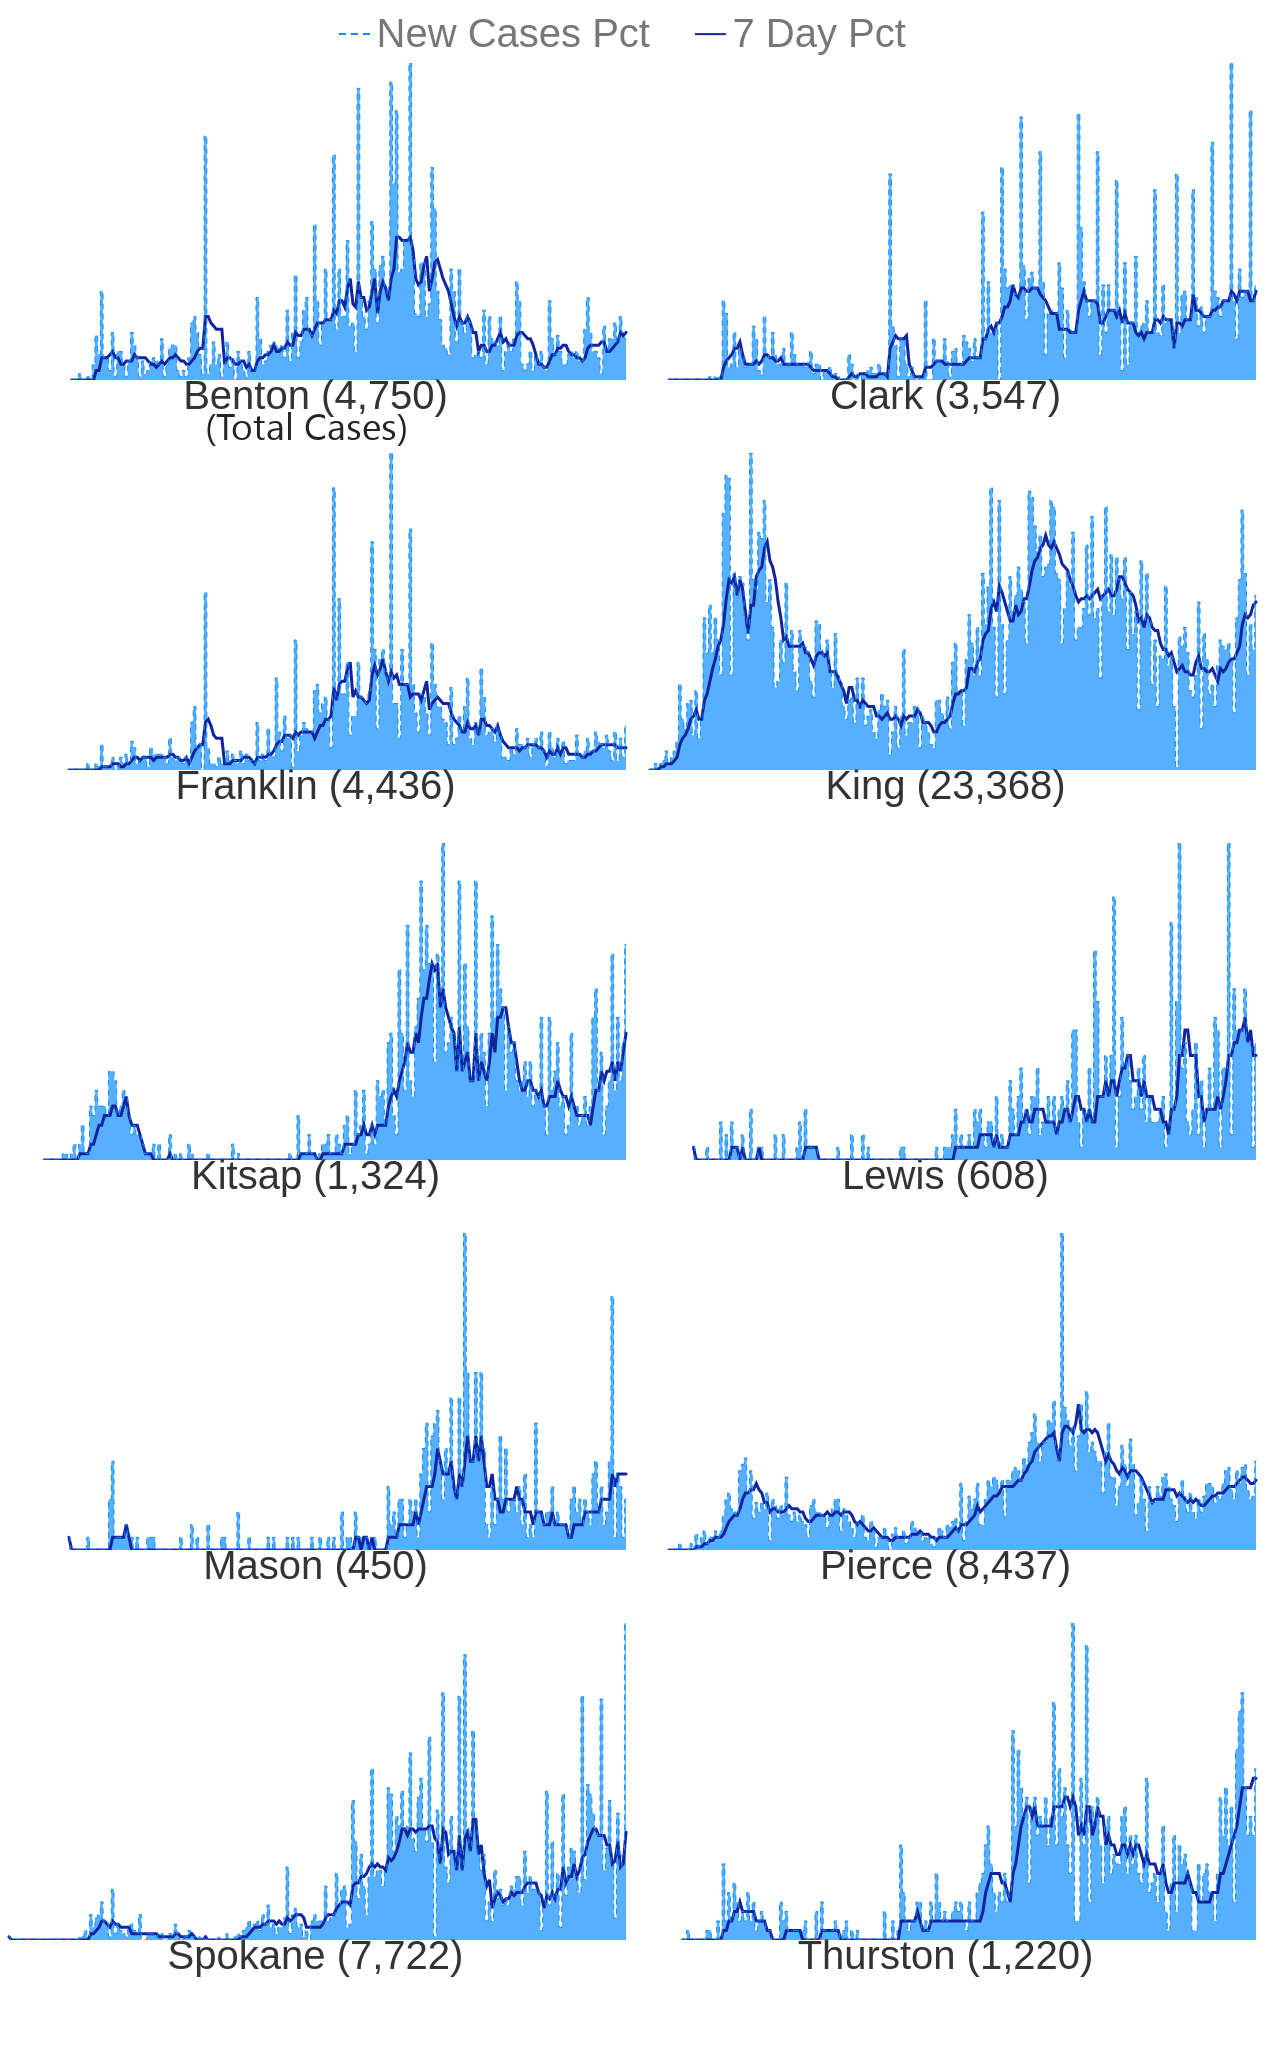 New Cases Pct 7 Day Pct
Benton (4,750) Clark (3,547)
(Total Cases)
Franklin (4,436) King (23,368)
Kitsap (1,324) Lewis (608)
Mason (450) Pierce (8,437)
Spokane (7,722) Thurston (1,220)